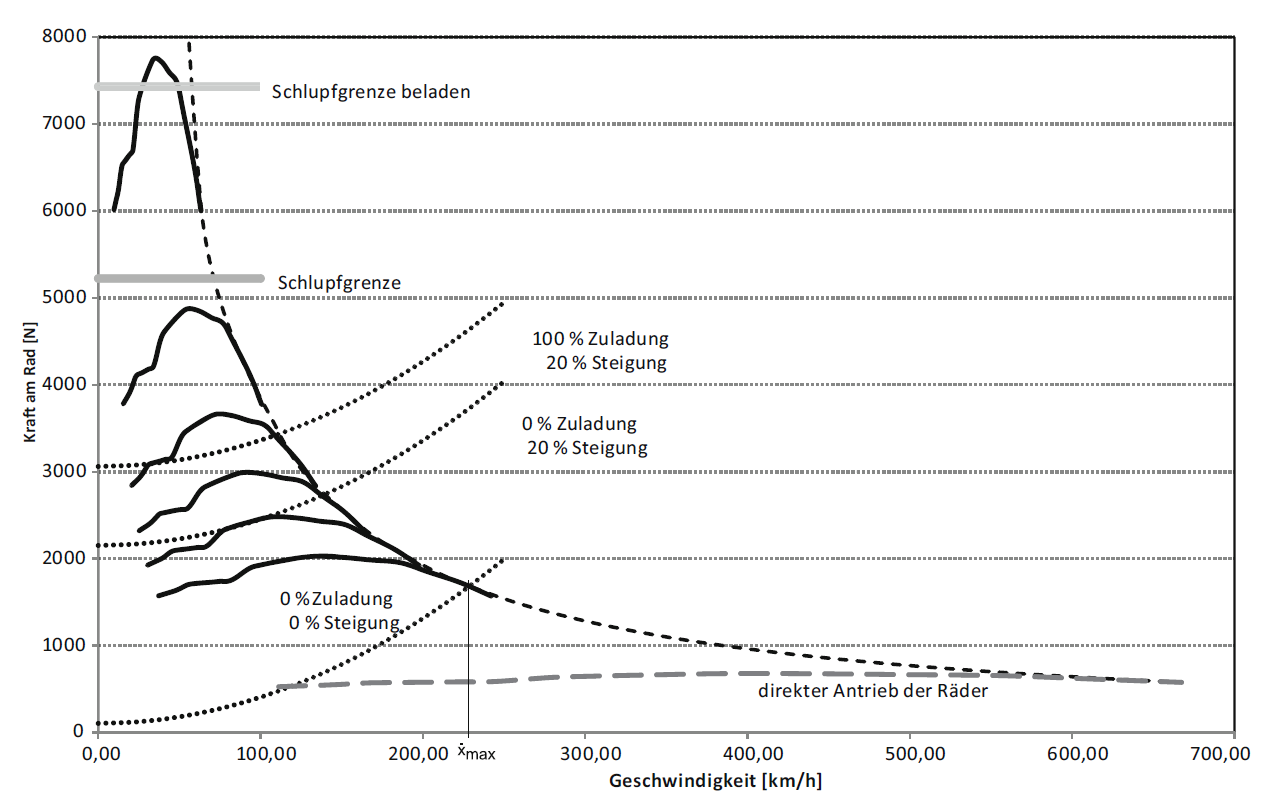 8000
Schlupfgrenze beladen
7000
6000
Schlupfgrenze
5000
100 % Zuladung
20 % Steigung
4000
0 % Zuladung
20 % Steigung
3000
2000
0 %Zuladung
0 % Steigung
1000
direkter Antrieb der Räder
0
Kraft am Rad [N]
0,00 100,00 200,00 ẋmax 300,00 400,00 500,00 600,00 700,00
Geschwindigkeit [km/h]